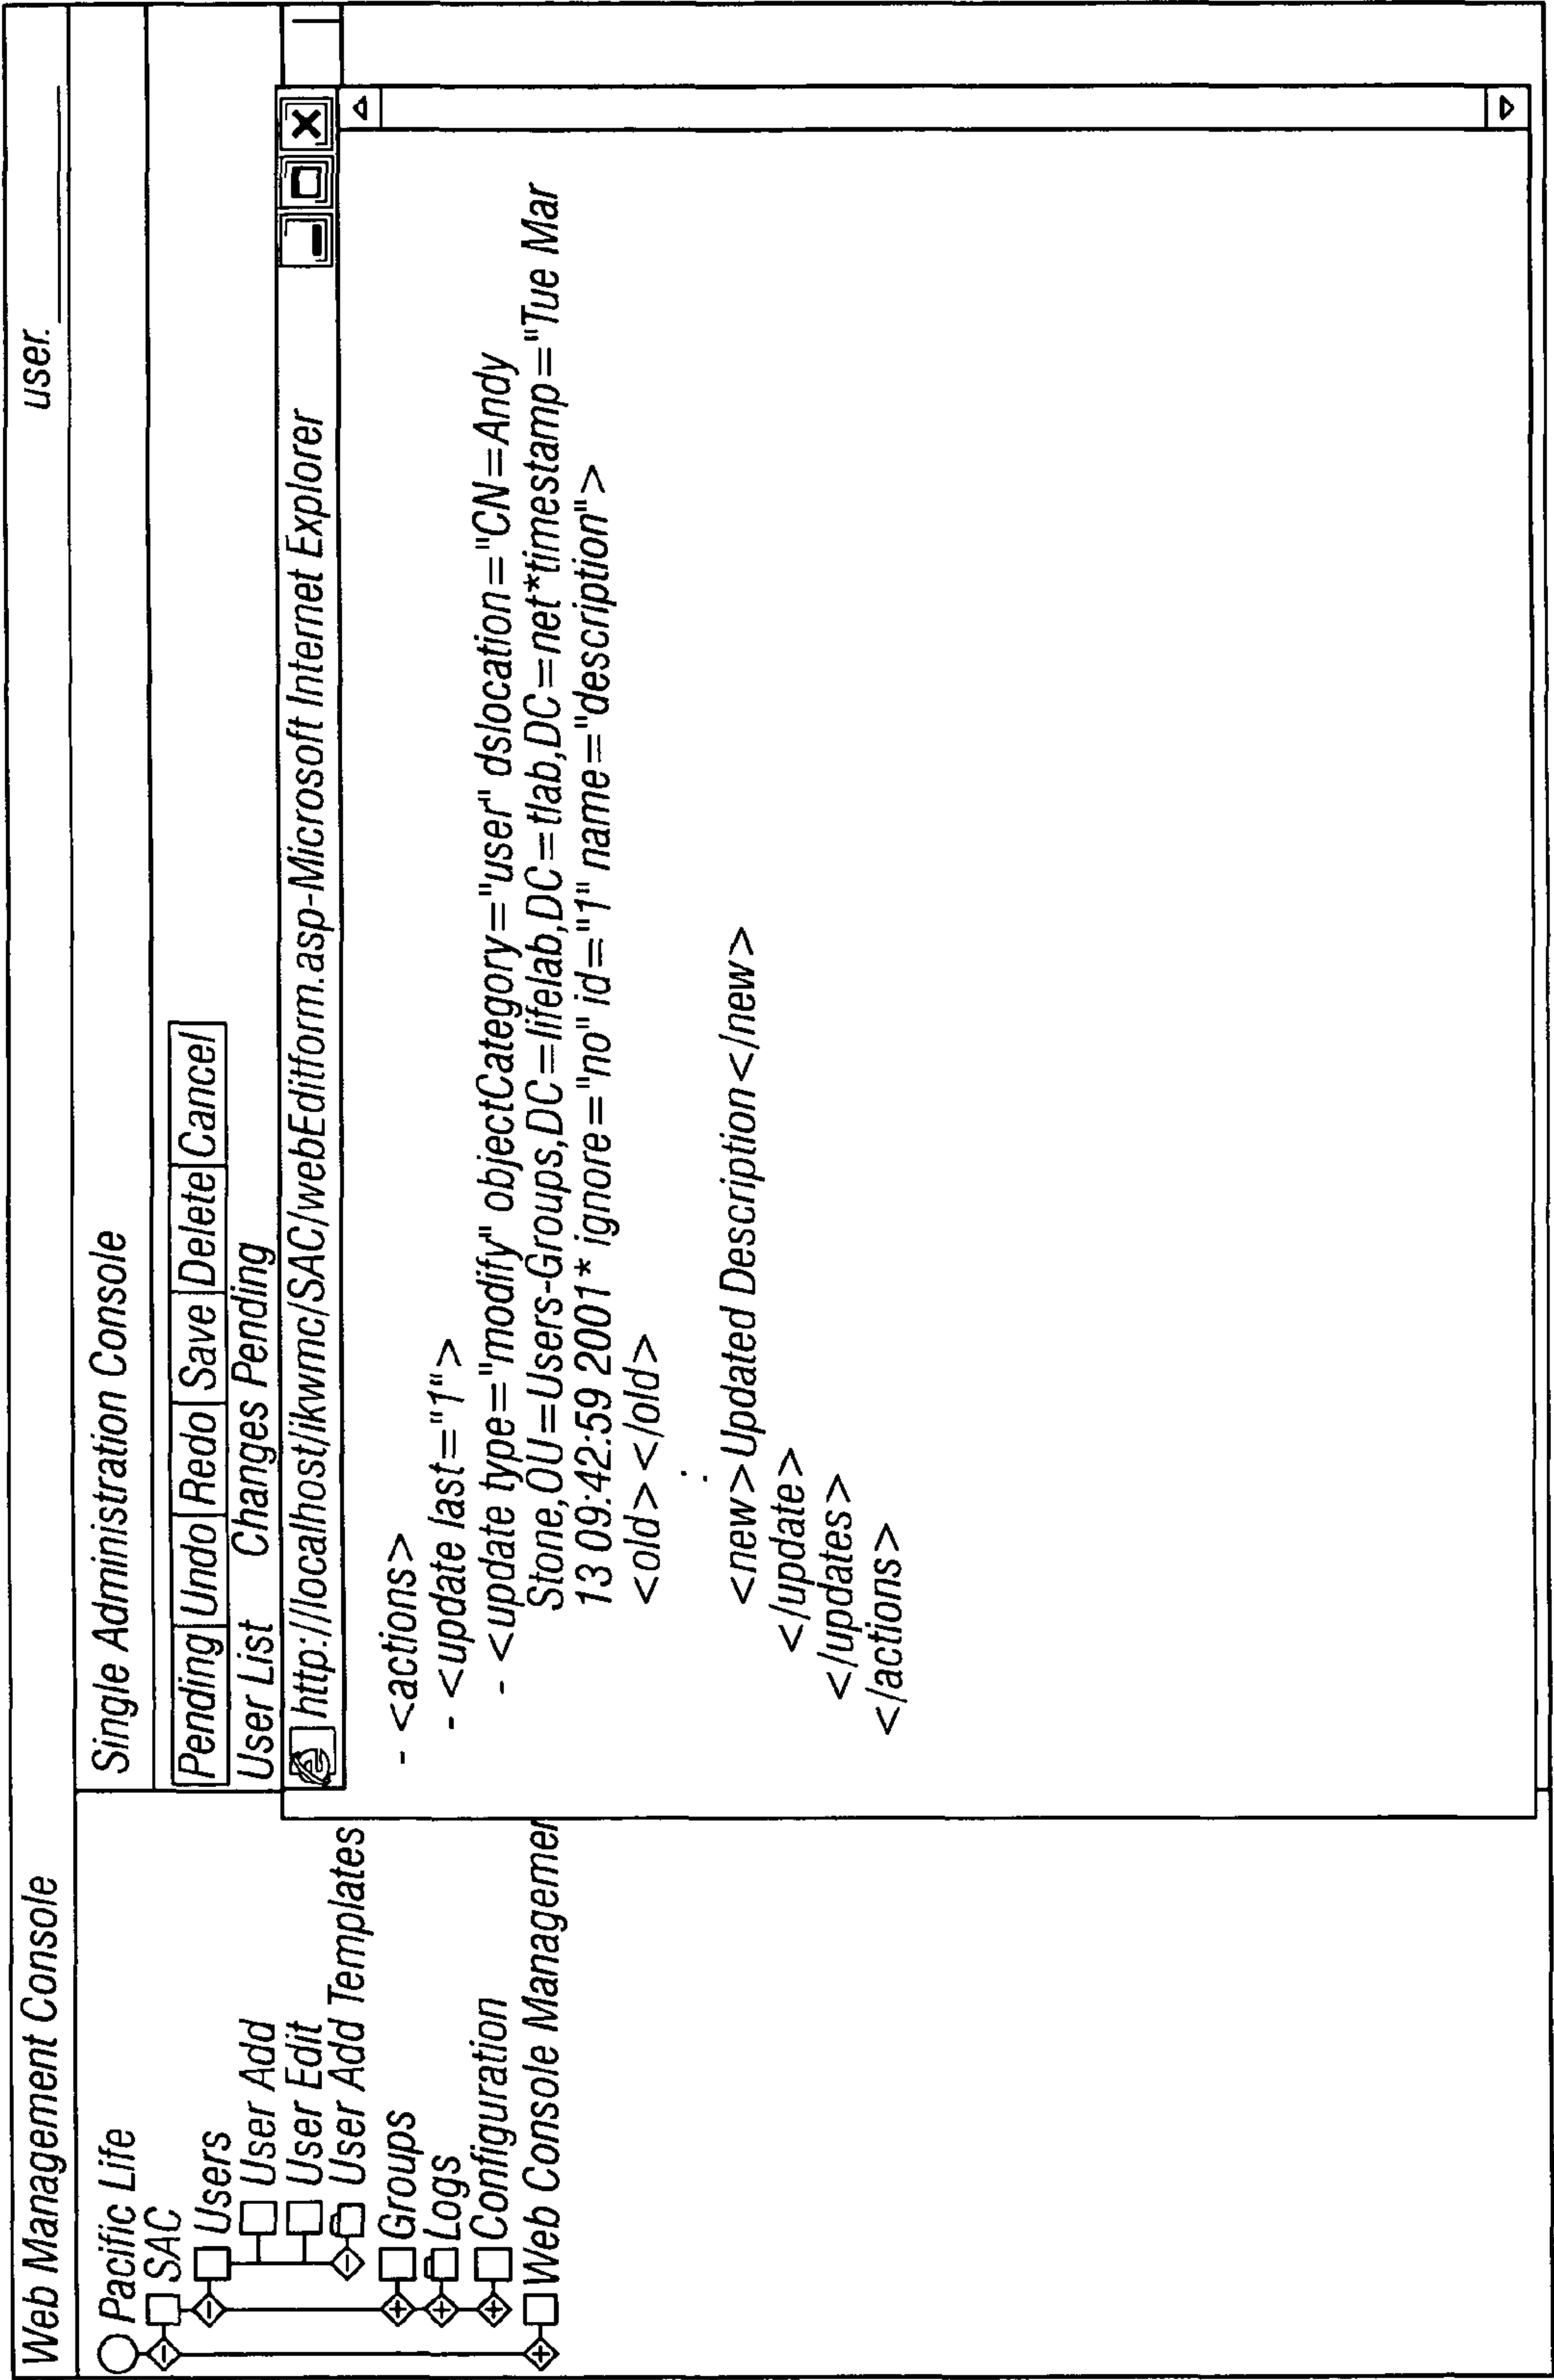 Web Management Console
user.
Pacific Life
SAC
Users
User Add
User Edit
User Add Templates
Groups
Logs
Configuration
Web Console Managemen
Single Administration Console
Pending Undo Redo Save Delete Cancel
User List Changes Pending
http://localhost/ikwmc/SAC/webEditform.asp-Microsoft Internet Explorer
- <actions>
- <update last="1">
- <update type="modify" objectCategory="user" dslocation="CN=Andy
Stone,OU=Users-Groups,DC=lifelab,DC=tlab,DC=net*timestamp="Tue Mar
13 09:42:59 2001* ignore="no" id="1" name="description">
<old> </old>
<new>Updated Description</new>
</update>
</updates>
</actions>